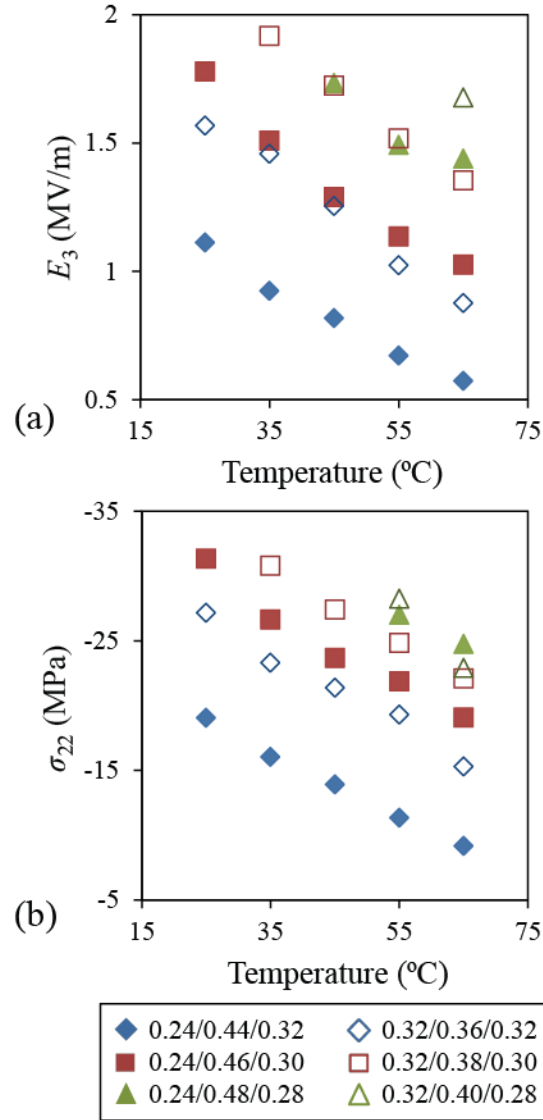 2
1.5
1
0.5
E₃ (MV/m)
(a)
15 35 55 75
Temperature (ºC)
-35
-25
-15
-5
σ₂₂ (MPa)
(b)
15 35 55 75
Temperature (ºC)
0.24/0.44/0.32 0.32/0.36/0.32
0.24/0.46/0.30 0.32/0.38/0.30
0.24/0.48/0.28 0.32/0.40/0.28